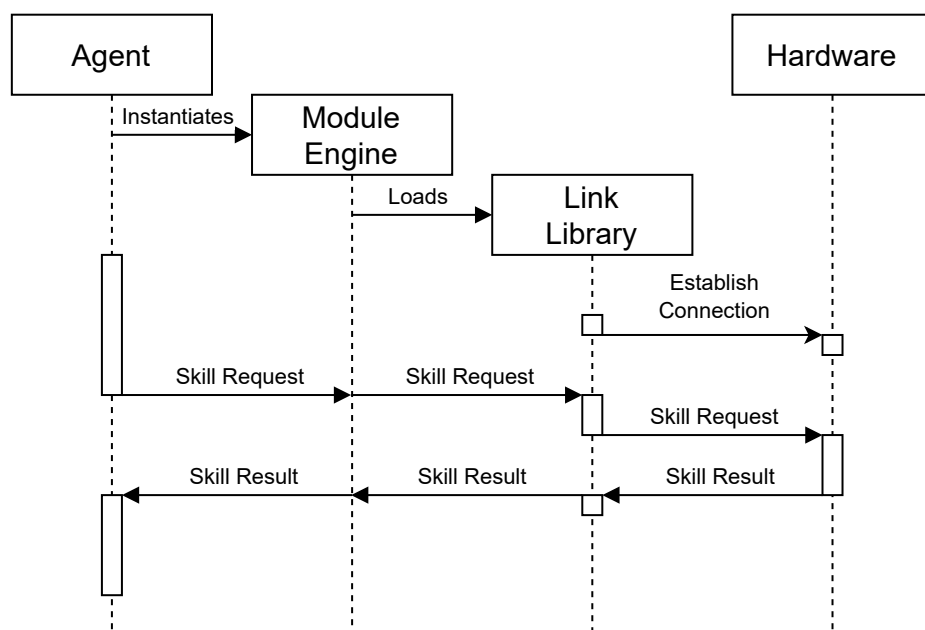 Agent
Hardware
Instantiates
Module
Engine
Loads
Link
Library
Establish
Connection
Skill Request
Skill Request
Skill Request
Skill Result
Skill Result
Skill Result